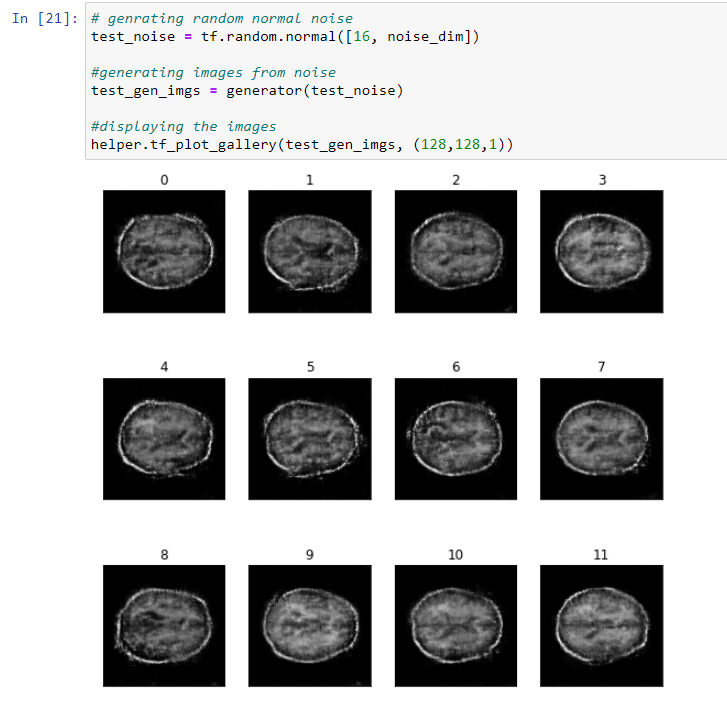 In [21]: # genrating random normal noise
test_noise = tf.random.normal([16, noise_dim])
#generating images from noise
test_gen_imgs = generator(test_noise)
#displaying the images
helper.tf_plot_gallery(test_gen_imgs, (128,128,1))
0 1 2 3
4 5 6 7
8 9 10 11